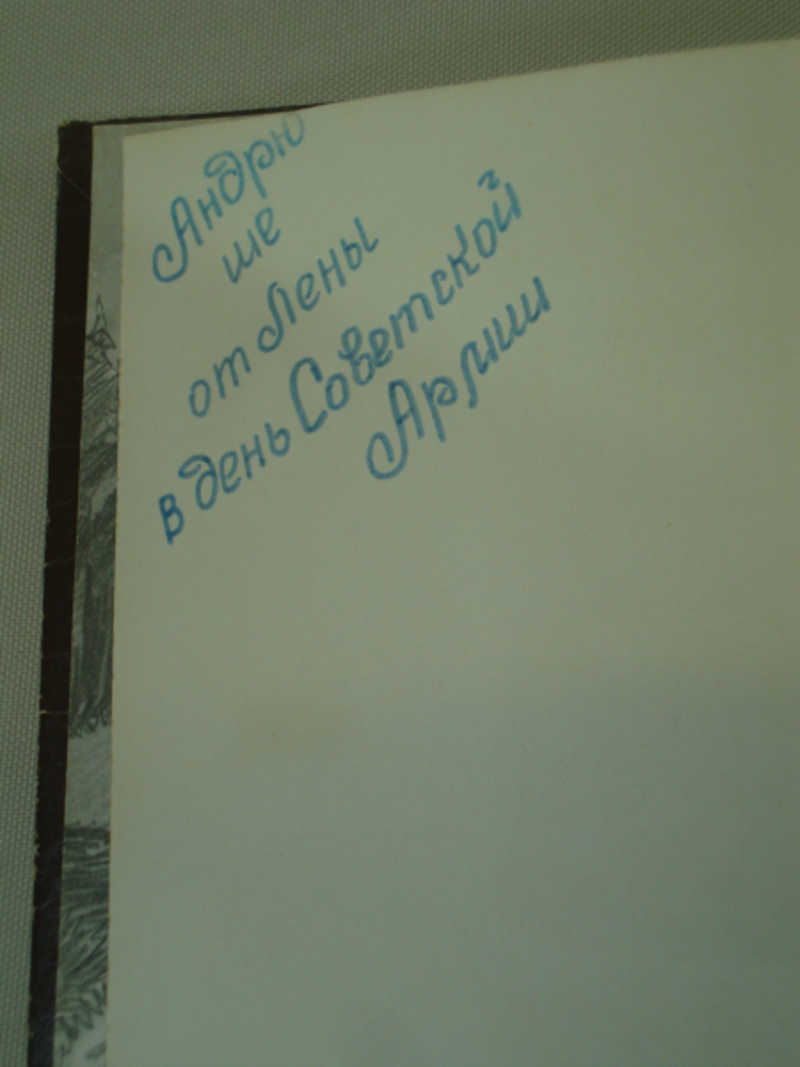 Андрю
ше
от Лены
в день Советской
Армии